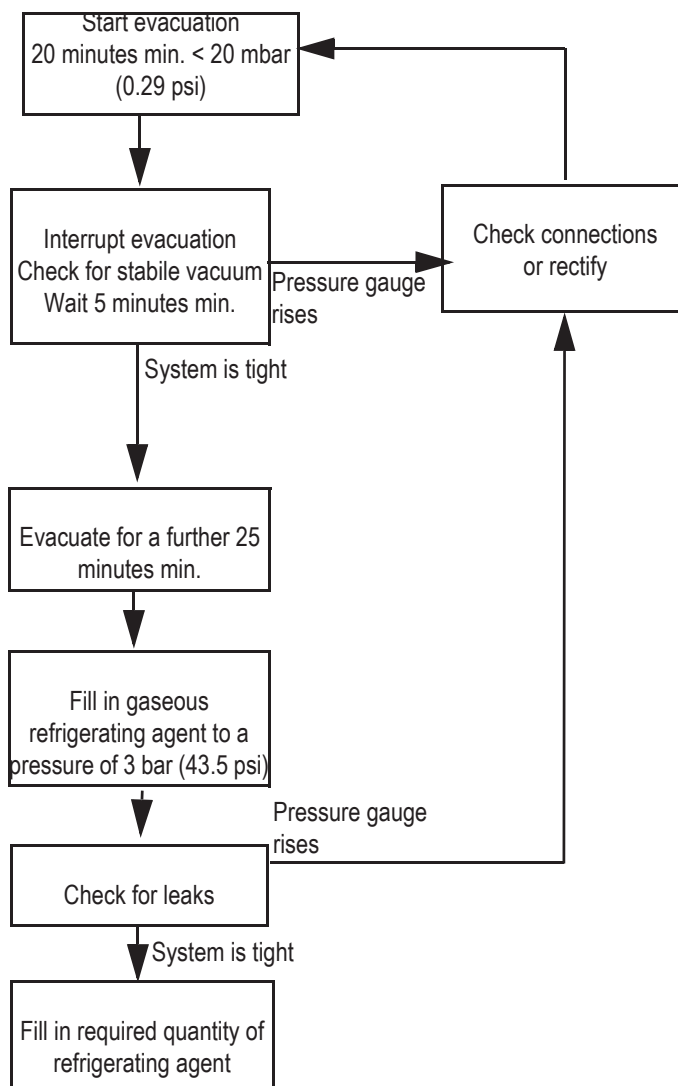 Start evacuation
20 minutes min. < 20 mbar
(0.29 psi)
Interrupt evacuation
Check for stabile vacuum
Wait 5 minutes min.
Pressure gauge
rises
Check connections
or rectify
System is tight
Evacuate for a further 25
minutes min.
Fill in gaseous
refrigerating agent to a
pressure of 3 bar (43.5 psi)
Pressure gauge
rises
Check for leaks
System is tight
Fill in required quantity of
refrigerating agent